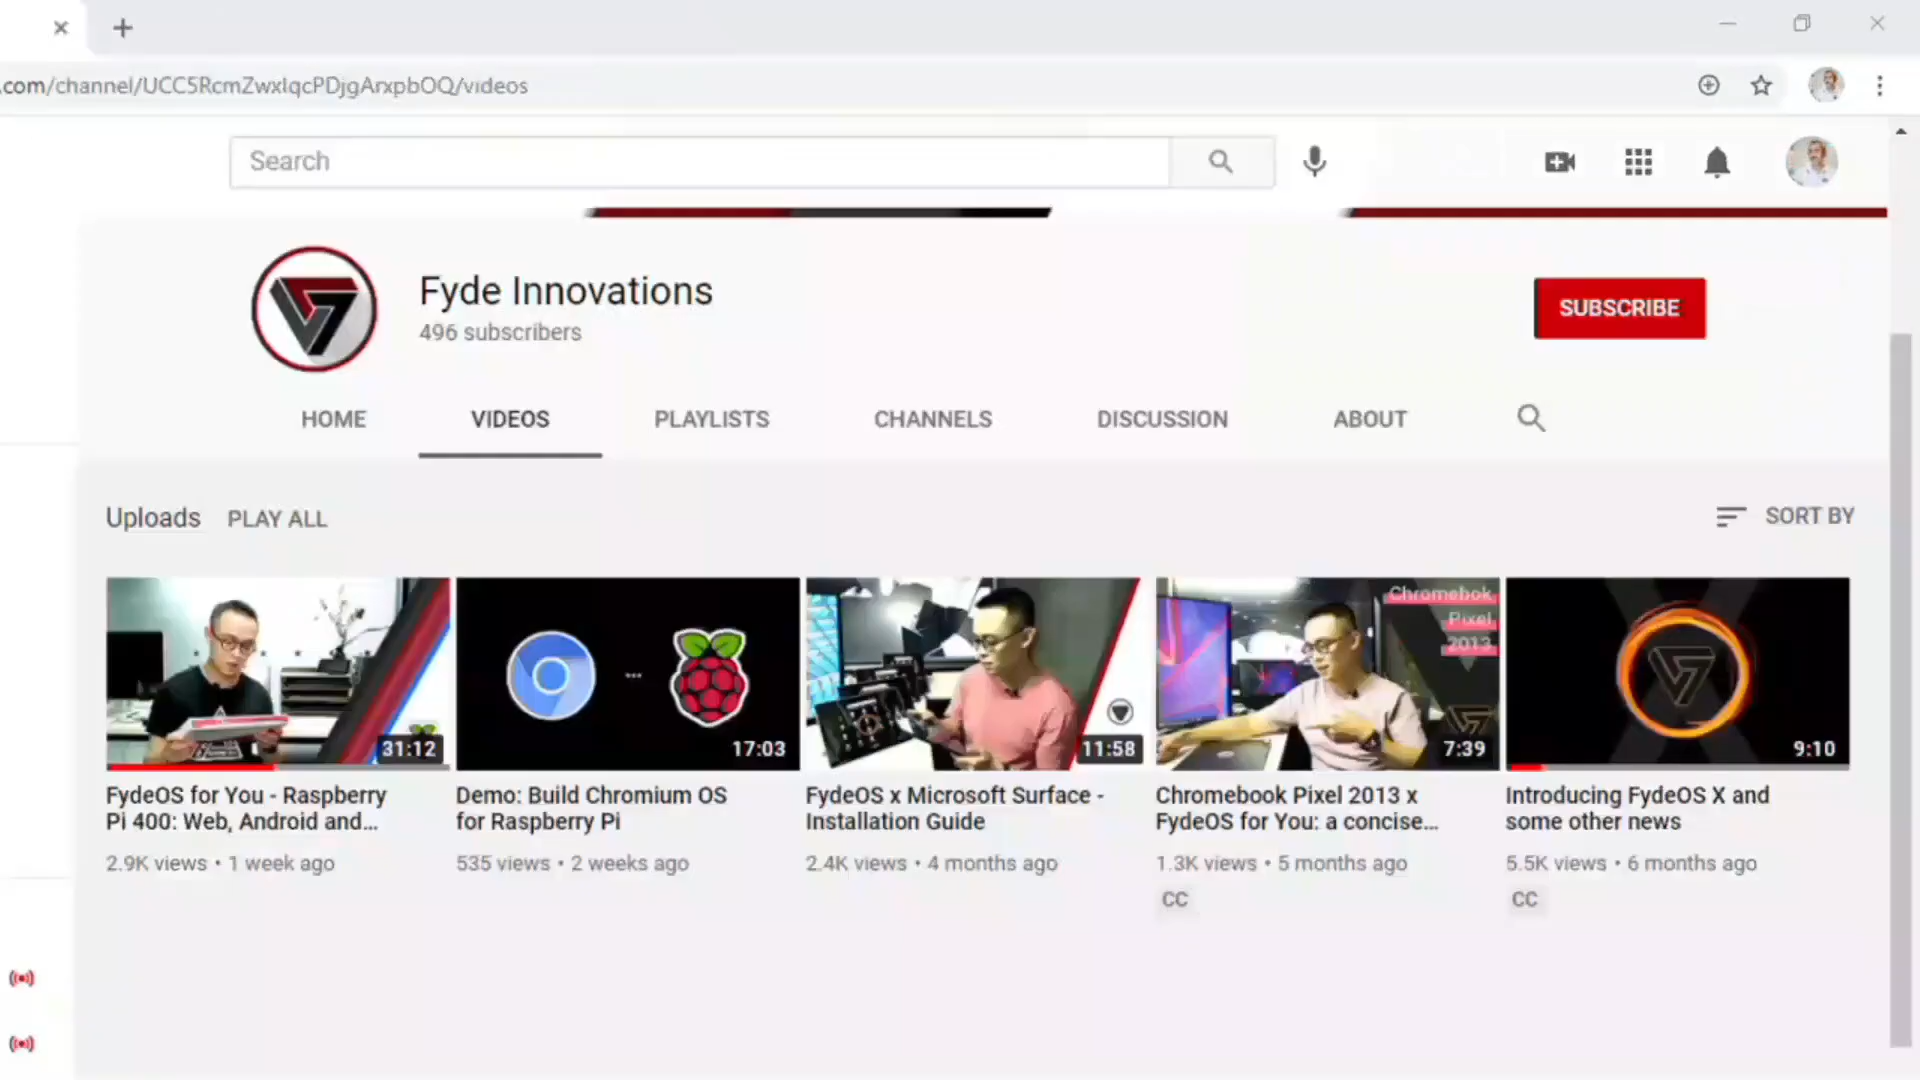 .com/channel/UCC5RcmZwxIqcPDjgArxpbOQ/videos
Search
Fyde Innovations
496 subscribers
SUBSCRIBE
HOME VIDEOS PLAYLISTS CHANNELS DISCUSSION ABOUT
Uploads PLAY ALL SORT BY
Chromebok
Pixel
2013
31:12 17:03 11:58 7:39 9:10
FydeOS for You - Raspberry
Pi 400: Web, Android and...
2.9K views • 1 week ago
Demo: Build Chromium OS
for Raspberry Pi
535 views • 2 weeks ago
FydeOS x Microsoft Surface -
Installation Guide
2.4K views • 4 months ago
Chromebook Pixel 2013 x
FydeOS for You: a concise...
1.3K views • 5 months ago
CC
Introducing FydeOS X and
some other news
5.5K views • 6 months ago
CC